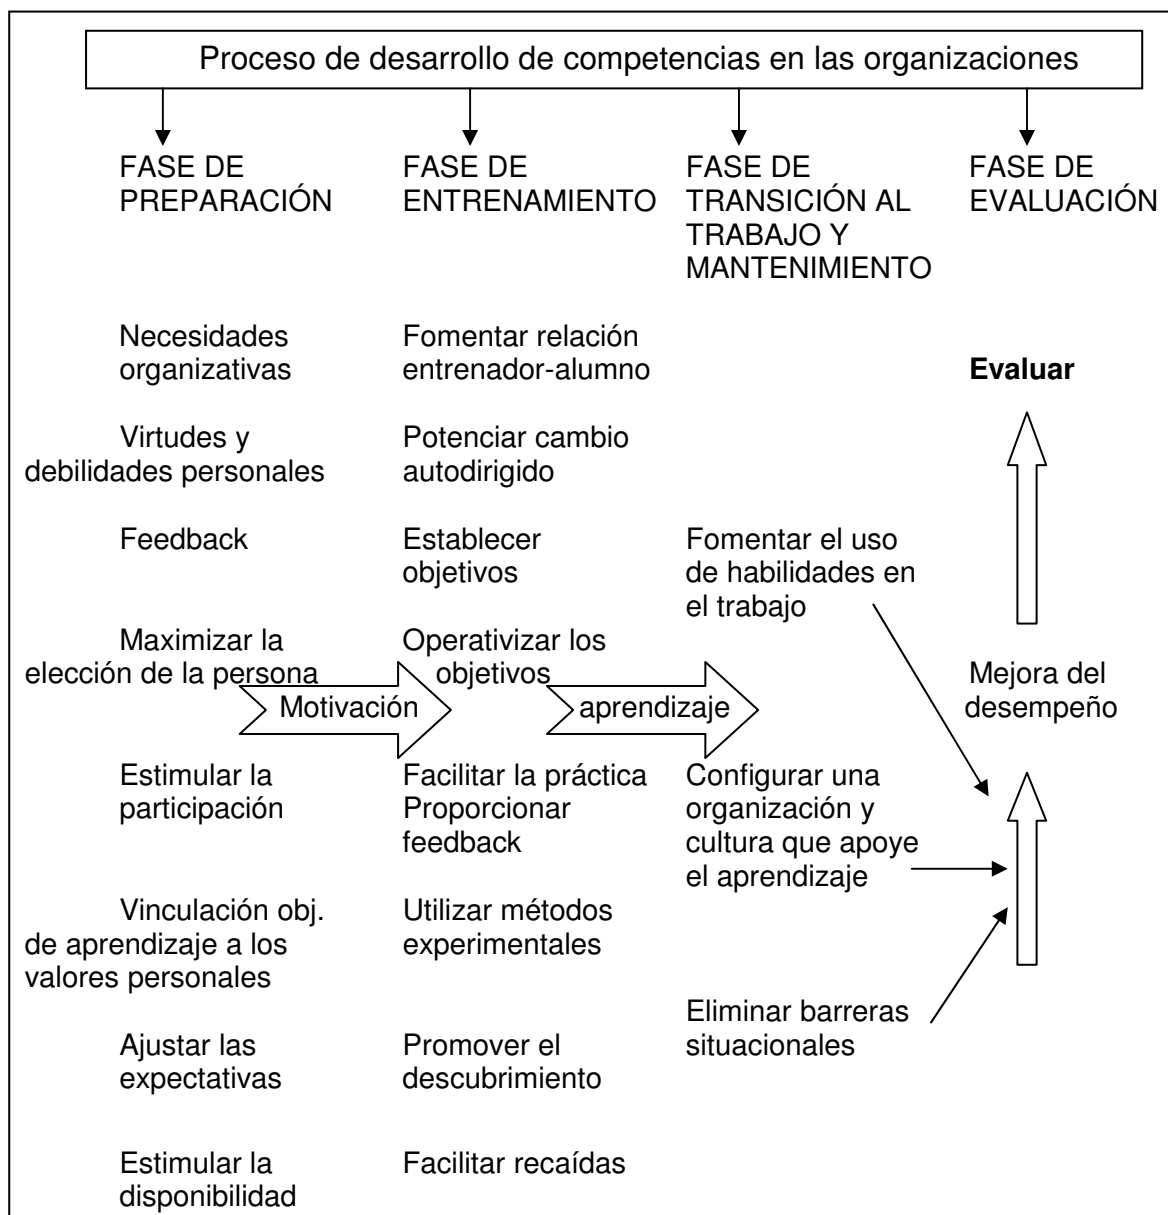 Proceso de desarrollo de competencias en las organizaciones
FASE DE
PREPARACIÓN
Necesidades
organizativas
Virtudes y
debilidades personales
Feedback
Maximizar la
elección de la persona
Motivación
Estimular la
participación
Vinculación obj.
de aprendizaje a los
valores personales
Ajustar las
expectativas
Estimular la
disponibilidad
FASE DE
ENTRENAMIENTO
Fomentar relación
entrenador-alumno
Potenciar cambio
autodirigido
Establecer
objetivos
Operativizar los
objetivos
aprendizaje
Facilitar la práctica
Proporcionar
feedback
Utilizar métodos
experimentales
Promover el
descubrimiento
Facilitar recaídas
FASE DE
TRANSICIÓN AL
TRABAJO Y
MANTENIMIENTO
Fomentar el uso
de habilidades en
el trabajo
Configurar una
organización y
cultura que apoye
el aprendizaje
Eliminar barreras
situacionales
FASE DE
EVALUACIÓN
Evaluar
Mejora del
desempeño